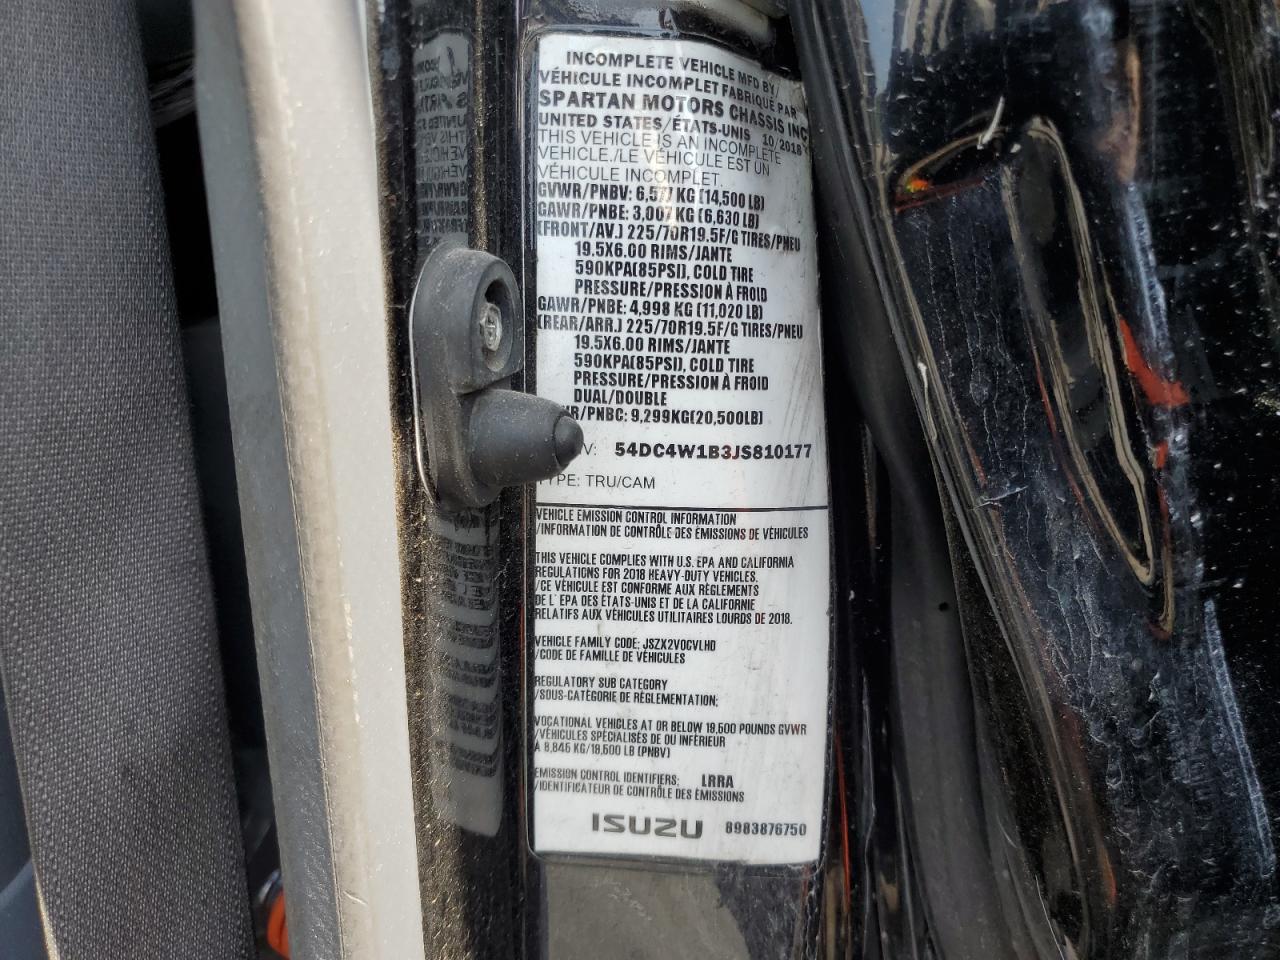 INCOMPLETE VEHICLE MFD BY/
VÉHICULE INCOMPLET FABRIQUÉ PAR
SPARTAN MOTORS CHASSIS INC
UNITED STATES/ÉTATS-UNIS 10/2018
THIS VEHICLE IS AN INCOMPLETE
VEHICLE./LE VÉHICULE EST UN
VÉHICULE INCOMPLET.
GVWR/PNBV: 6,577 KG (14,500 LB)
GAWR/PNBE: 3,007 KG (6,630 LB)
(FRONT/AV.) 225/70R19.5F/G TIRES/PNEU
19.5X6.00 RIMS/JANTE
590KPA(85PSI), COLD TIRE
PRESSURE/PRESSION À FROID
GAWR/PNBE: 4,998 KG (11,020 LB)
(REAR/ARR.) 225/70R19.5F/G TIRES/PNEU
19.5X6.00 RIMS/JANTE
590KPA(85PSI), COLD TIRE
PRESSURE/PRESSION À FROID
DUAL/DOUBLE
R/PNBC: 9,299KG(20,500LB)
V: 54DC4W1B3JS810177
TYPE: TRU/CAM
VEHICLE EMISSION CONTROL INFORMATION
/INFORMATION DE CONTRÔLE DES ÉMISSIONS DE VÉHICULES
THIS VEHICLE COMPLIES WITH U.S. EPA AND CALIFORNIA
REGULATIONS FOR 2018 HEAVY-DUTY VEHICLES.
/CE VÉHICULE EST CONFORME AUX RÈGLEMENTS
DE L' EPA DES ÉTATS-UNIS ET DE LA CALIFORNIE
RELATIFS AUX VÉHICULES UTILITAIRES LOURDS DE 2018.
VEHICLE FAMILY CODE: JSZX2VOCVLHD
/CODE DE FAMILLE DE VÉHICULES
REGULATORY SUB CATEGORY
/SOUS-CATÉGORIE DE RÉGLEMENTATION;
VOCATIONAL VEHICLES AT OR BELOW 19,500 POUNDS GVWR
/VÉHICULES SPÉCIALISÉS DE OU INFÉRIEUR
À 8,845 KG/19,500 LB (PNBV)
EMISSION CONTROL IDENTIFIERS: LRRA
/IDENTIFICATEUR DE CONTRÔLE DES ÉMISSIONS
ISUZU 8983876750